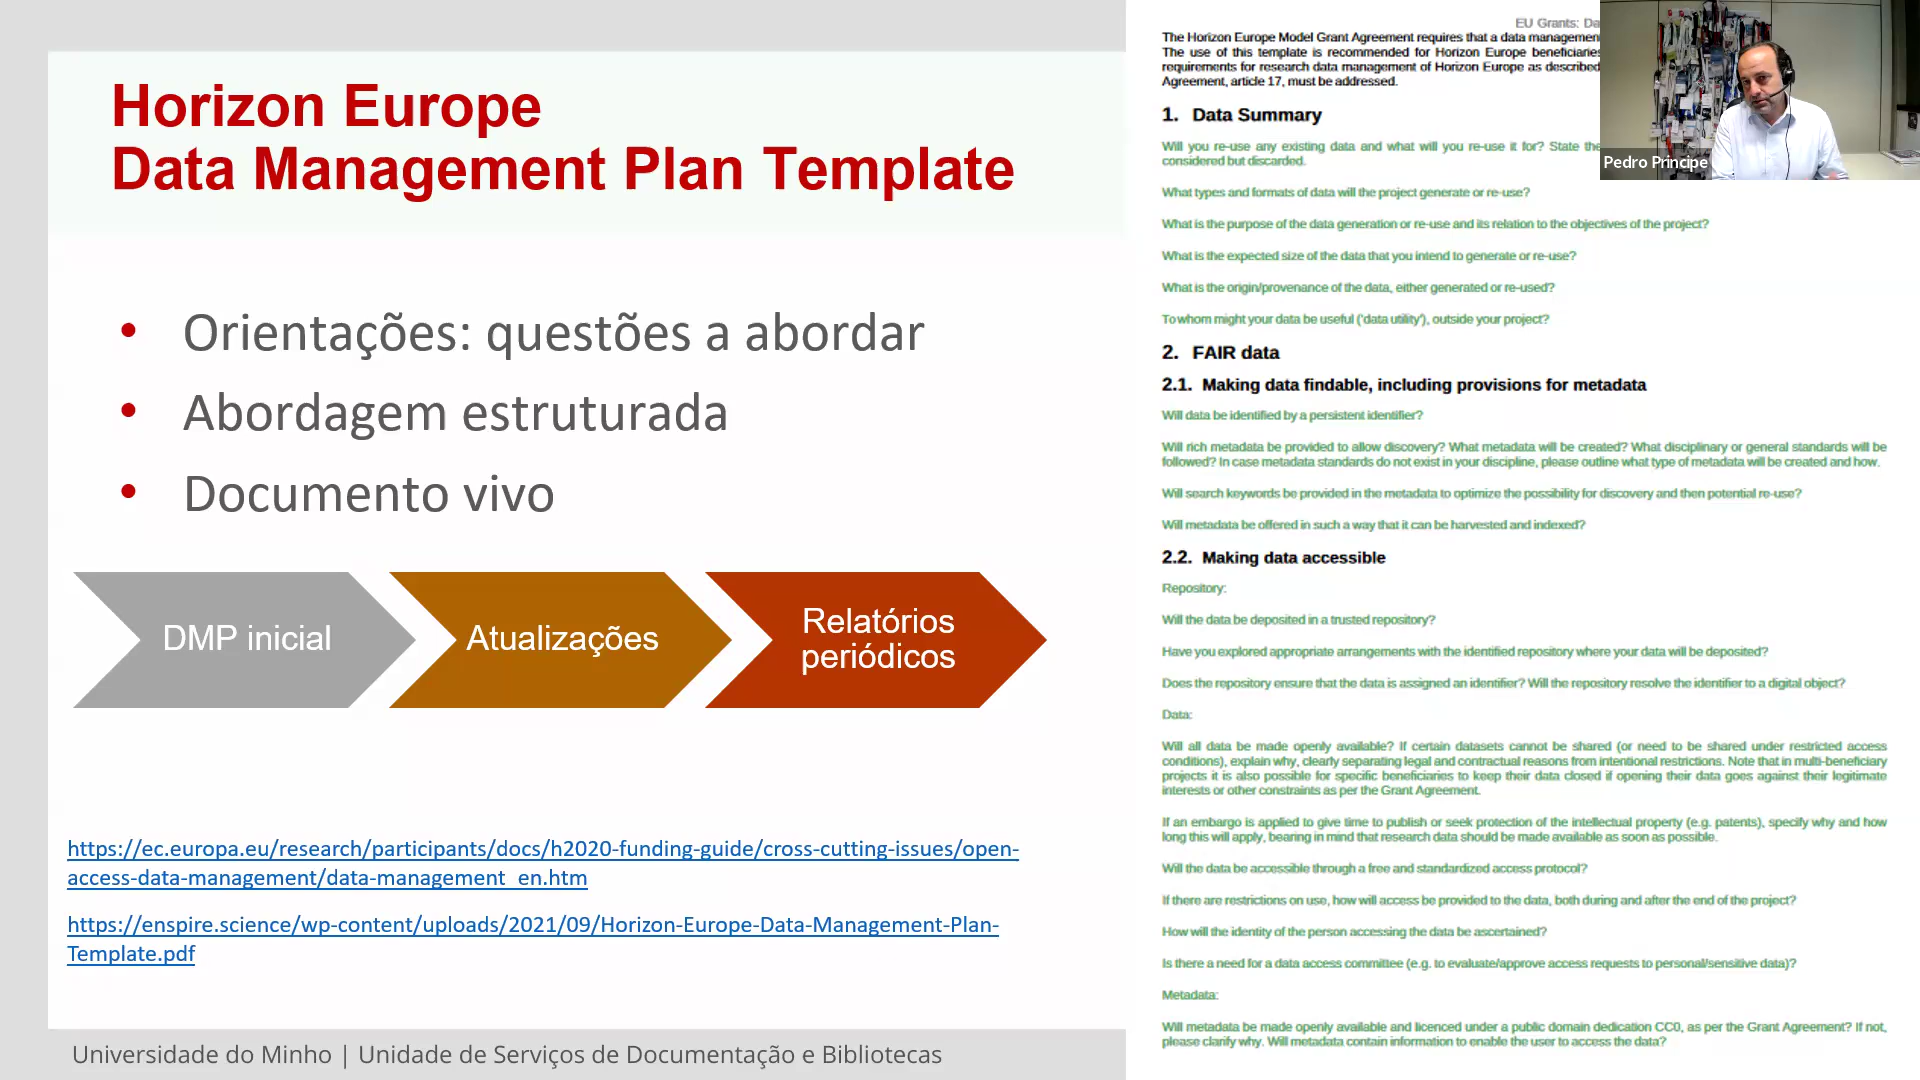 Horizon Europe
Data Management Plan Template
• Orientações: questões a abordar
• Abordagem estruturada
• Documento vivo
DMP inicial
Atualizações
Relatórios
periódicos
https://ec.europa.eu/research/participants/docs/h2020-funding-guide/cross-cutting-issues/open-
access-data-management/data-management_en.htm
https://enspire.science/wp-content/uploads/2021/09/Horizon-Europe-Data-Management-Plan-
Template.pdf
Universidade do Minho | Unidade de Serviços de Documentação e Bibliotecas
EU Grants:
The Horizon Europe Model Grant Agreement requires that a data
The use of this template is recommended for Horizon Europe beneficiaries
requirements for research data management of Horizon Europe as described
Agreement, article 17, must be addressed.
1. Data Summary
Will you re-use any existing data and what will you re-use it for? State the
considered but discarded.
What types and formats of data will the project generate or re-use?
What is the purpose of the data generation or re-use and its relation to the objectives of the project?
What is the expected size of the data that you intend to generate or re-use?
What is the origin/provenance of the data, either generated or re-used?
To whom might your data be useful ('data utility'), outside your project?
2. FAIR data
2.1. Making data findable, including provisions for metadata
Will data be identified by a persistent identifier?
Will rich metadata be provided to allow discovery? What metadata will be created? What disciplinary or general standards will be
followed? In case metadata standards do not exist in your discipline, please outline what type of metadata will be created and how.
Will search keywords be provided in the metadata to optimize the possibility for discovery and then potential re-use?
Will metadata be offered in such a way that it can be harvested and indexed?
2.2. Making data accessible
Repository:
Will the data be deposited in a trusted repository?
Have you explored appropriate arrangements with the identified repository where your data will be deposited?
Does the repository ensure that the data is assigned an identifier? Will the repository resolve the identifier to a digital object?
Data:
Will all data be made openly available? If certain datasets cannot be shared (or need to be shared under restricted access
conditions), explain why, clearly separating legal and contractual reasons from intentional restrictions. Note that in multi-beneficiary
projects it is also possible for specific beneficiaries to keep their data closed if opening their data goes against their legitimate
interests or other constraints as per the Grant Agreement.
If an embargo is applied to give time to publish or seek protection of the intellectual property (e.g. patents), specify why and how
long this will apply, bearing in mind that research data should be made available as soon as possible.
Will the data be accessible through a free and standardized access protocol?
If there are restrictions on use, how will access be provided to the data, both during and after the end of the project?
How will the identity of the person accessing the data be ascertained?
Is there a need for a data access committee (e.g. to evaluate/approve access requests to personal/sensitive data)?
Metadata:
Will metadata be made openly available and licenced under a public domain dedication CC0, as per the Grant Agreement? If not,
please clarify why. Will metadata contain information to enable the user to access the data?
Pedro Principe